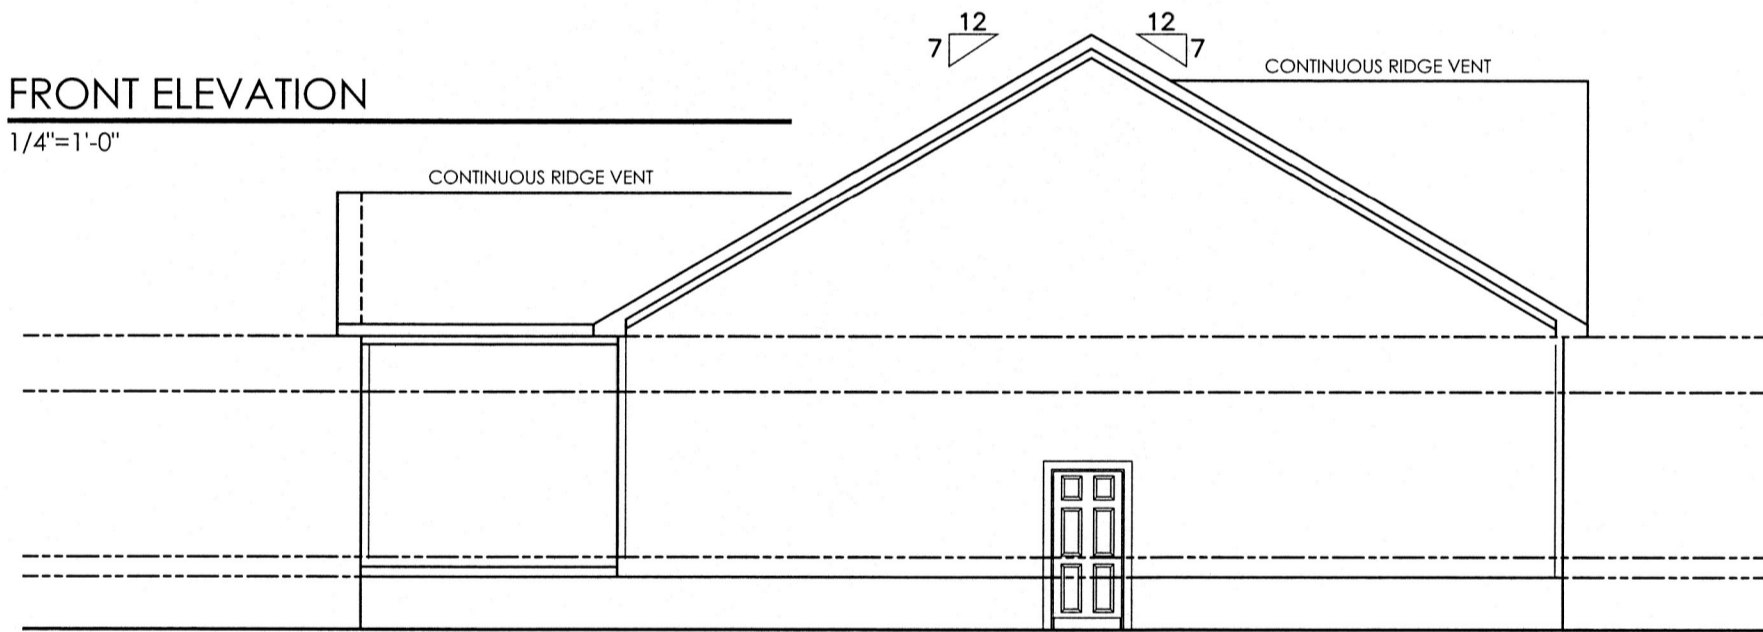 12
12
7
7
CONTINUOUS RIDGE VENT
FRONT ELEVATION
1/4"=1'-0"
CONTINUOUS RIDGE VENT